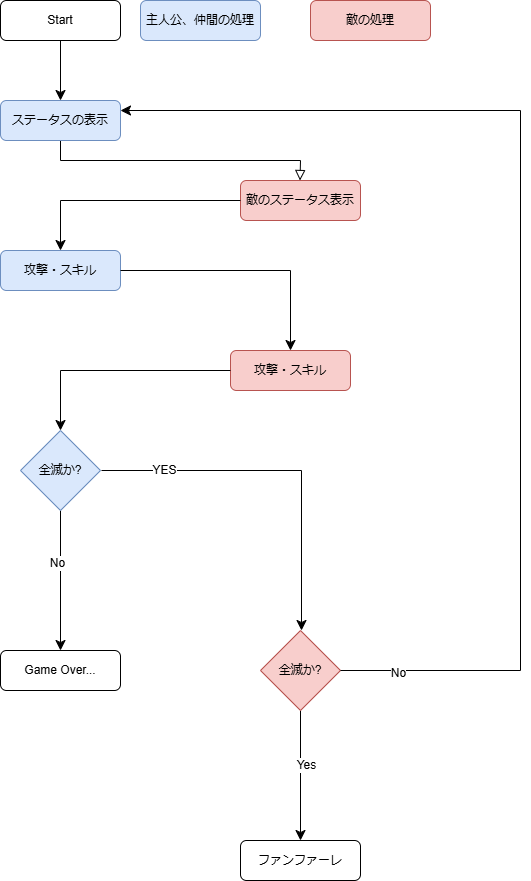 Start
主人公、仲間の処理
敵の処理
ステータスの表示
敵のステータス表示
攻撃・スキル
攻撃・スキル
全滅か?
YES
No
Game Over...
全滅か?
No
Yes
ファンファーレ